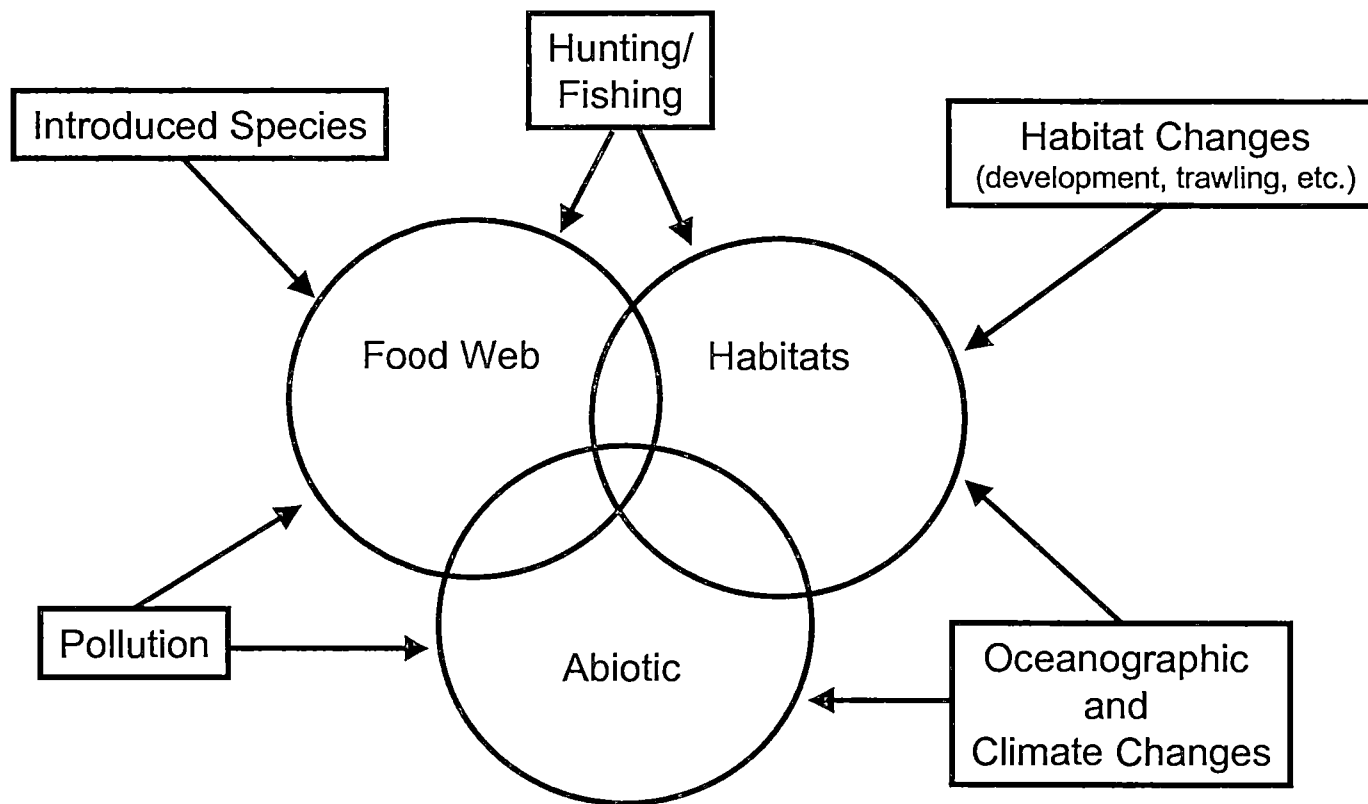 Hunting/
Fishing
Introduced Species
Habitat Changes
(development, trawling, etc.)
Food Web
Habitats
Pollution
Abiotic
Oceanographic
and
Climate Changes